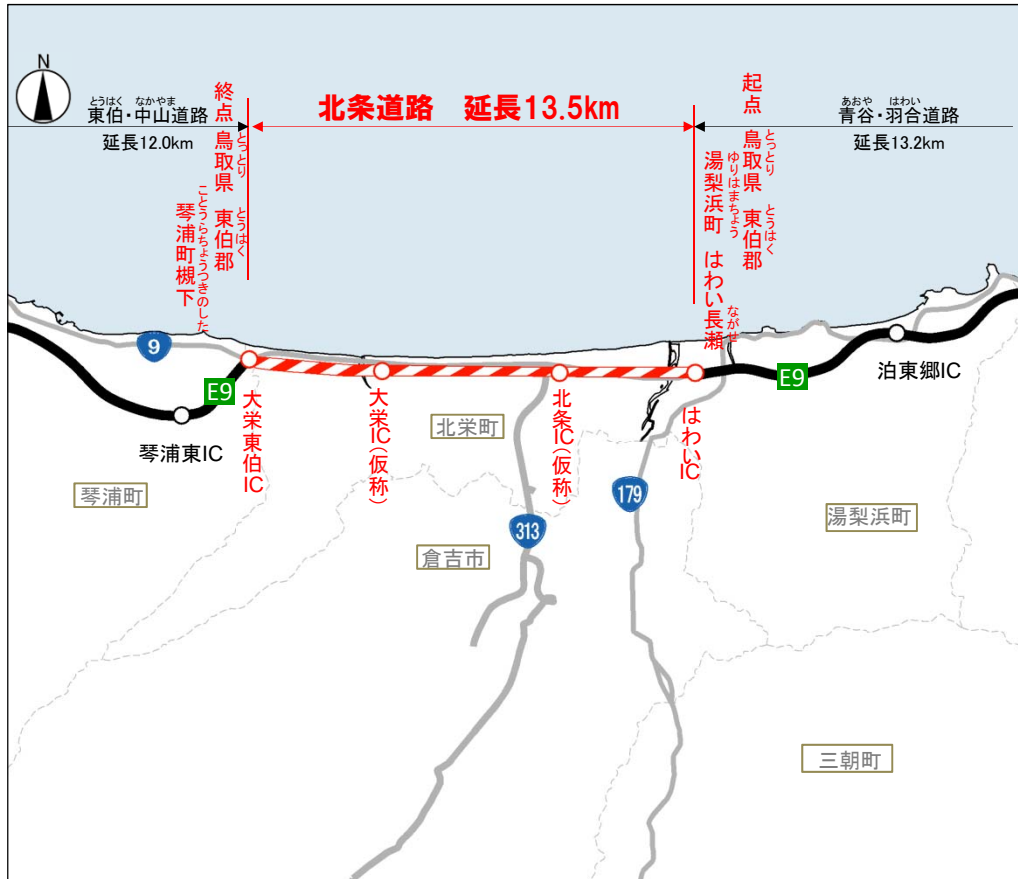 N
とうはく なかやま
東伯・中山道路
延長12.0km
終点 鳥取県 東伯郡
とっとり とうはく
琴浦町槻下
ことうらちょうつきのした
北条道路 延長13.5km
起点 鳥取県 東伯郡
とっとり とうはく
湯梨浜町 はわい長瀬
ゆりはまちょう ながせ
あおや はわい
青谷・羽合道路
延長13.2km
9
E9
琴浦東IC
大栄東伯IC
大栄IC(仮称)
北条IC(仮称)
はわいIC
E9
泊東郷IC
北栄町
琴浦町
179
湯梨浜町
313
倉吉市
三朝町